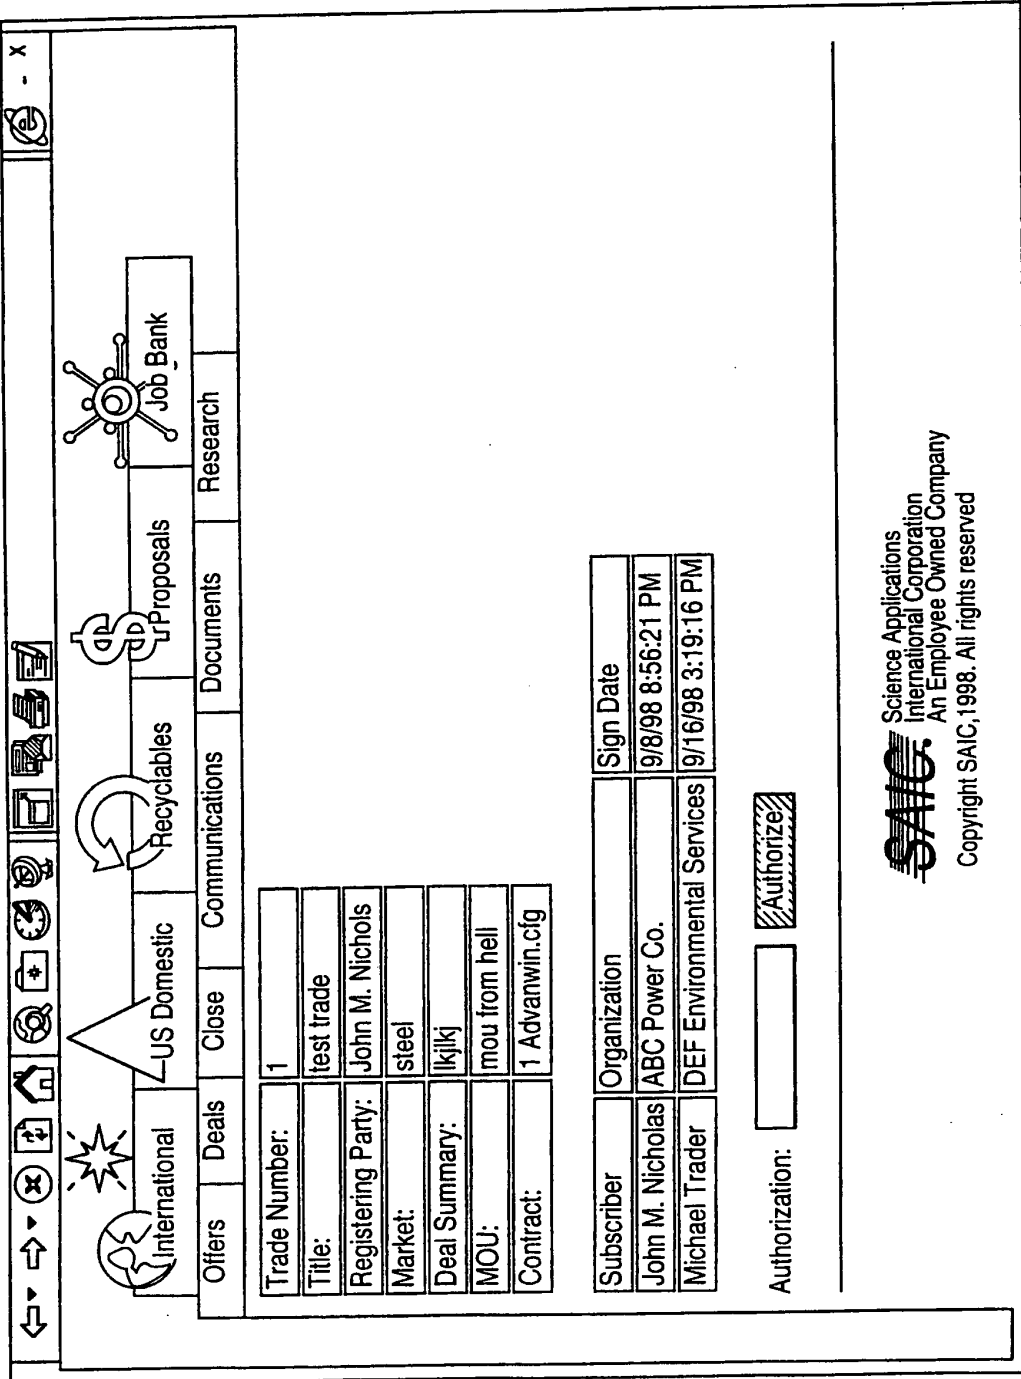 - X
International US Domestic Recyclables Proposals Job Bank
Offers Deals Close Communications Documents Research
Trade Number: 1
Title: test trade
Registering Party: John M. Nichols
Market: steel
Deal Summary: lkjlkj
MOU: mou from hell
Contract: 1 Advanwin.cfg
Subscriber Organization Sign Date
John M. Nicholas ABC Power Co. 9/8/98 8:56:21 PM
Michael Trader DEF Environmental Services 9/16/98 3:19:16 PM
Authorization: Authorize
SAIC. Science Applications
International Corporation
An Employee Owned Company
Copyright SAIC,1998. All rights reserved